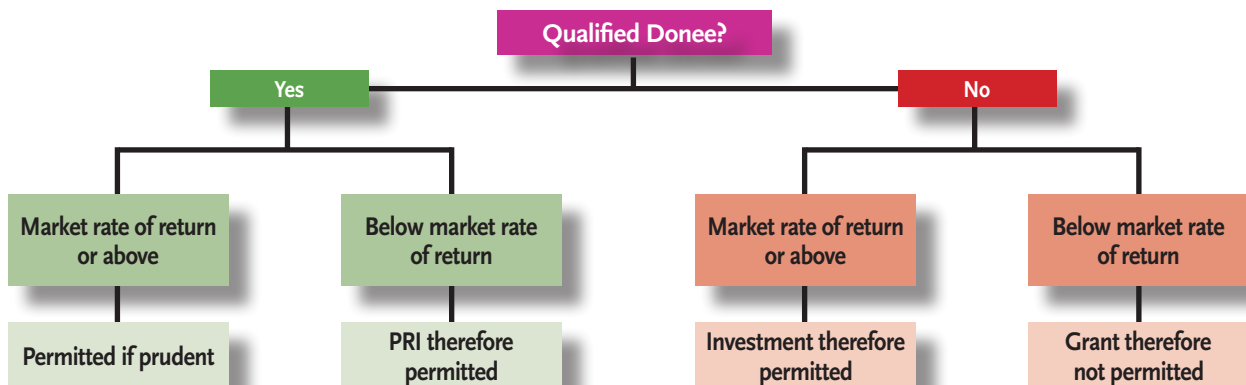 Qualified Donee?
Yes
No
Market rate of return
or above
Below market rate
of return
Market rate of return
or above
Below market rate
of return
Permitted if prudent
PRI therefore
permitted
Investment therefore
permitted
Grant therefore
not permitted